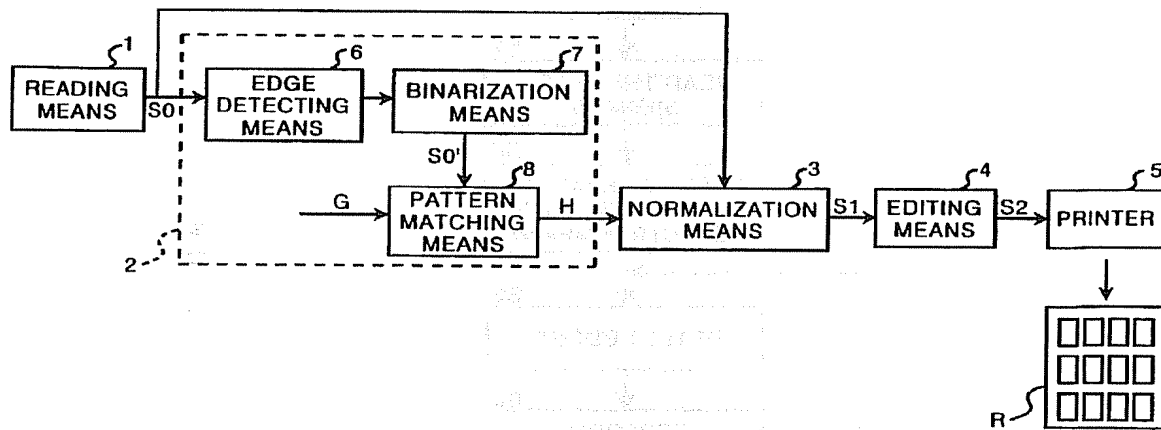 1
READING
MEANS
S0
6
EDGE
DETECTING
MEANS
7
BINARIZATION
MEANS
S0'
8
G
PATTERN
MATCHING
MEANS
H
2
3
NORMALIZATION
MEANS
S1
4
EDITING
MEANS
S2
5
PRINTER
R